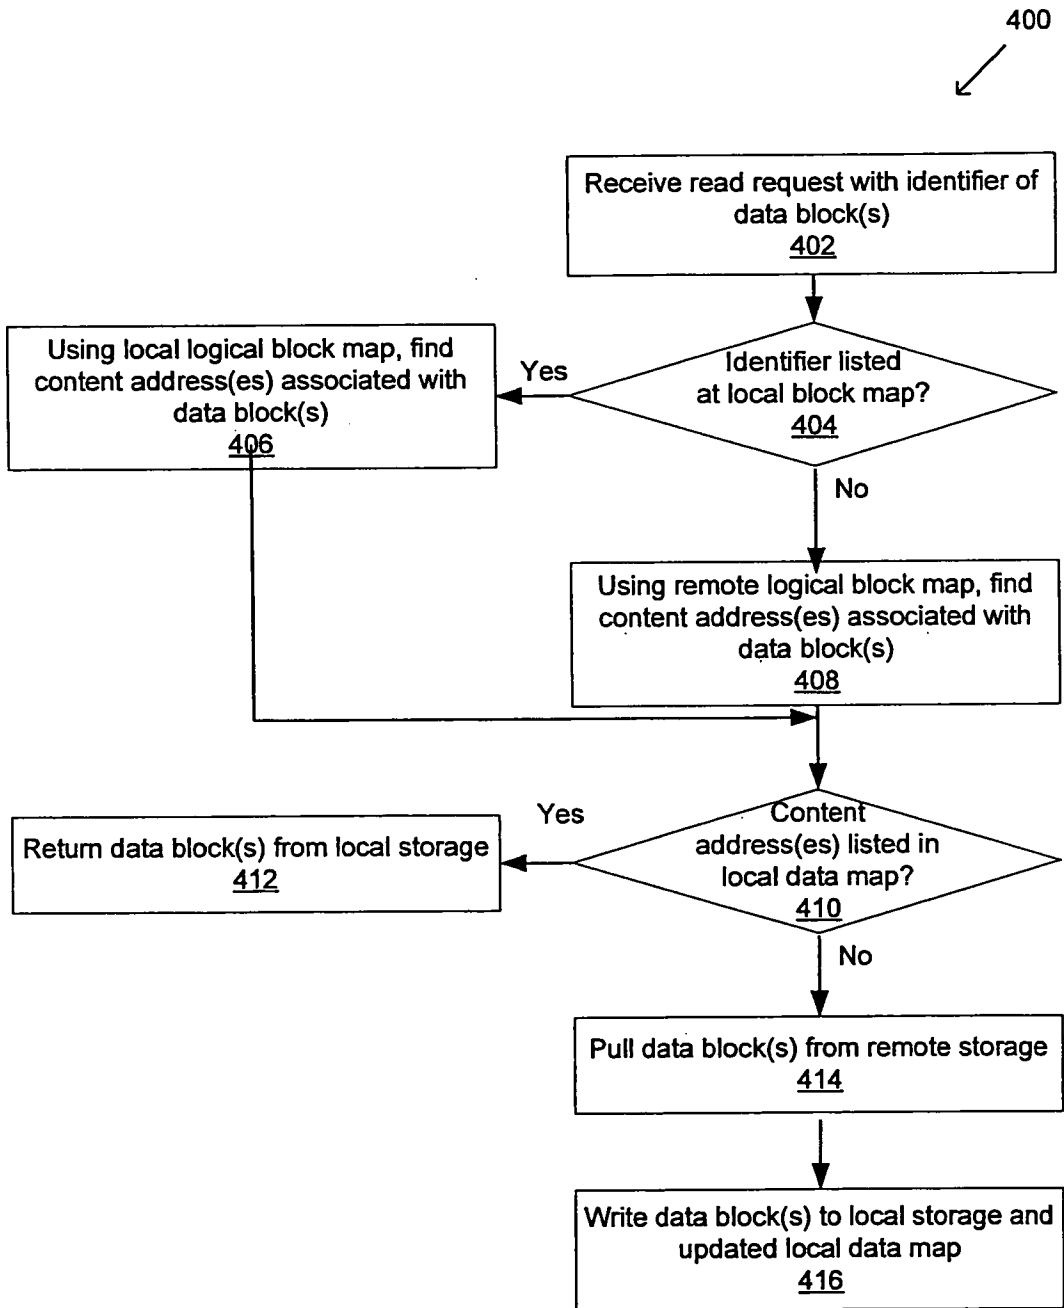 400
Receive read request with identifier of
data block(s)
402
Using local logical block map, find
content address(es) associated with
data block(s)
406
Yes
Identifier listed
at local block map?
404
No
Using remote logical block map, find
content address(es) associated with
data block(s)
408
Return data block(s) from local storage
412
Yes
Content
address(es) listed in
local data map?
410
No
Pull data block(s) from remote storage
414
Write data block(s) to local storage and
updated local data map
416